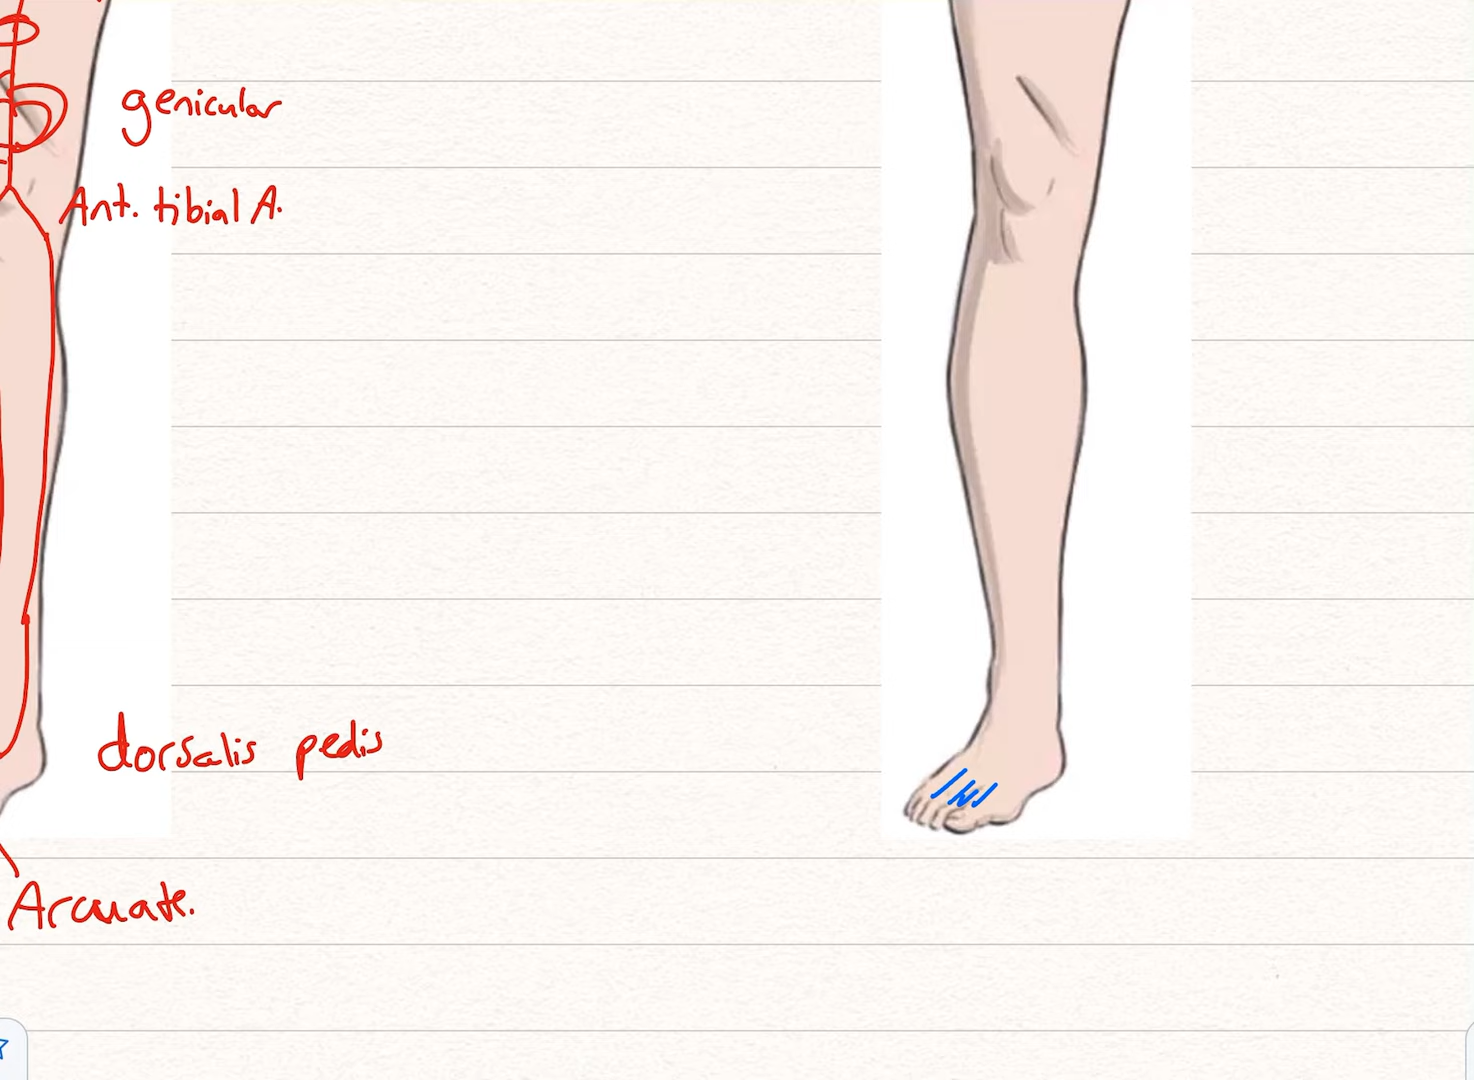 genicular
Ant. tibial A.
dorsalis pedis
Arcuate.